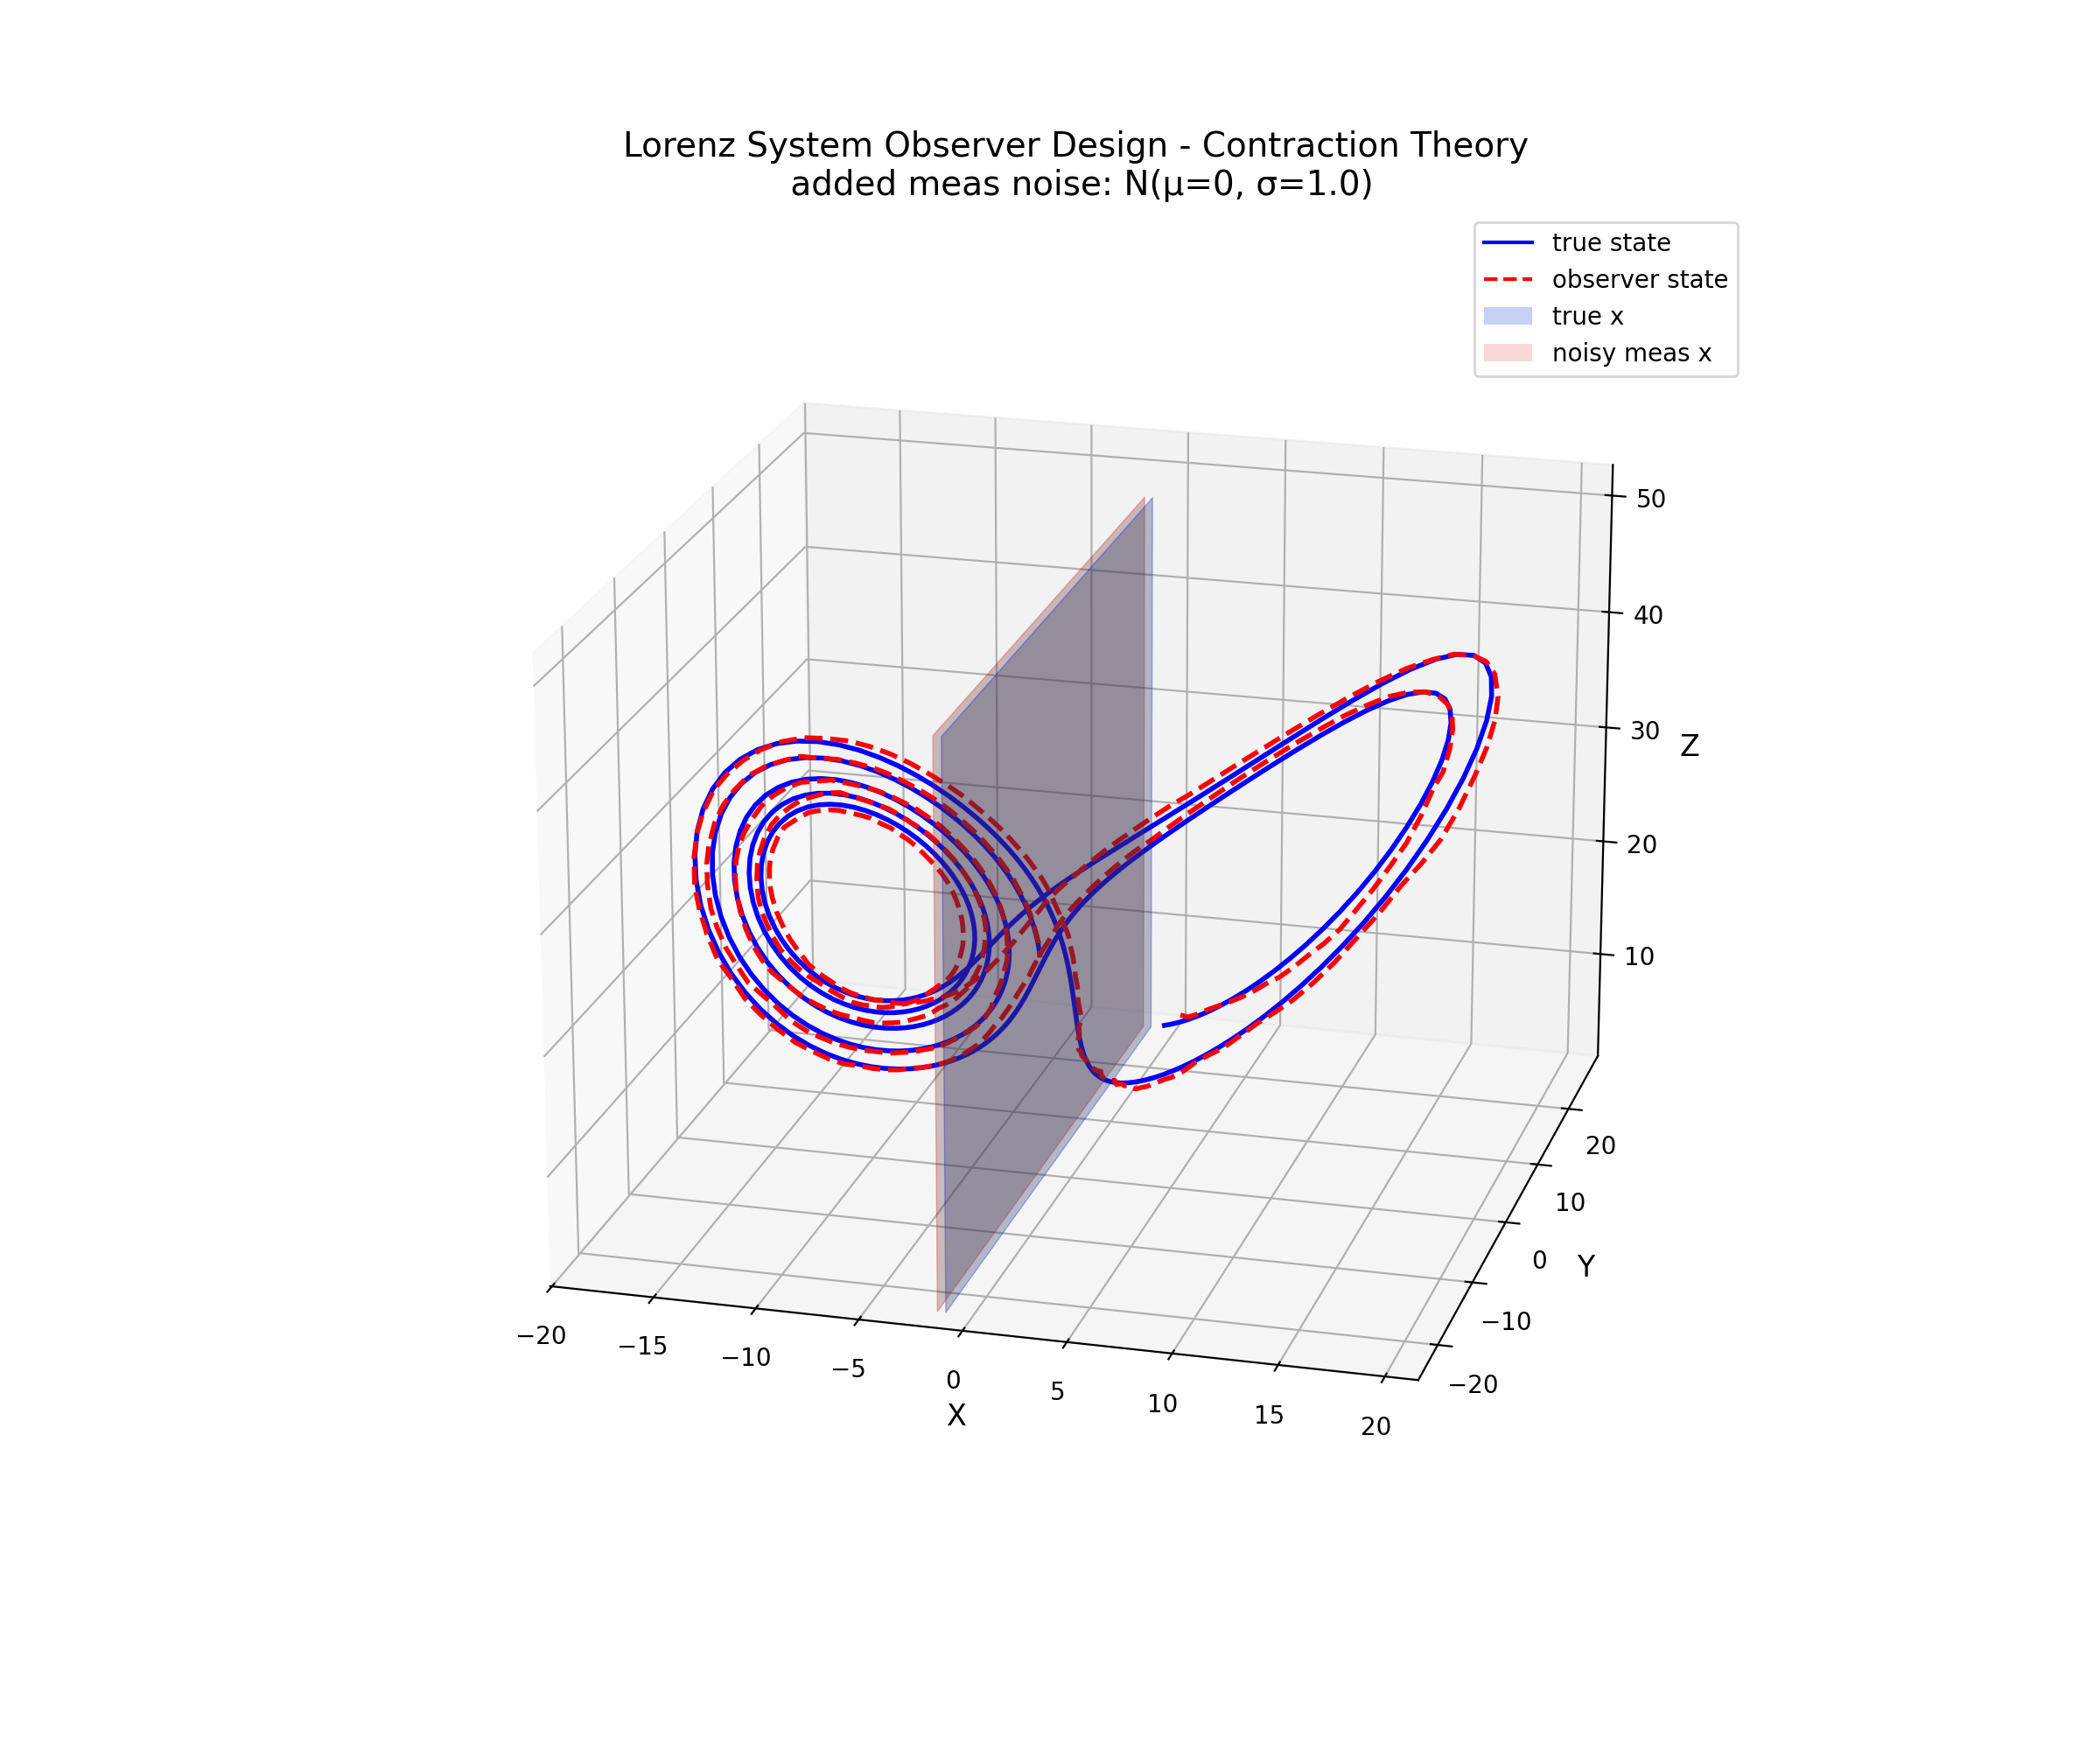 Lorenz System Observer Design - Contraction Theory
added meas noise: N(μ=0, σ=1.0)
true state
observer state
true x
noisy meas x
50
40
30
20
10
Z
20
10
0
−10
−20
Y
−20
−15
−10
−5
0
5
10
15
20
X